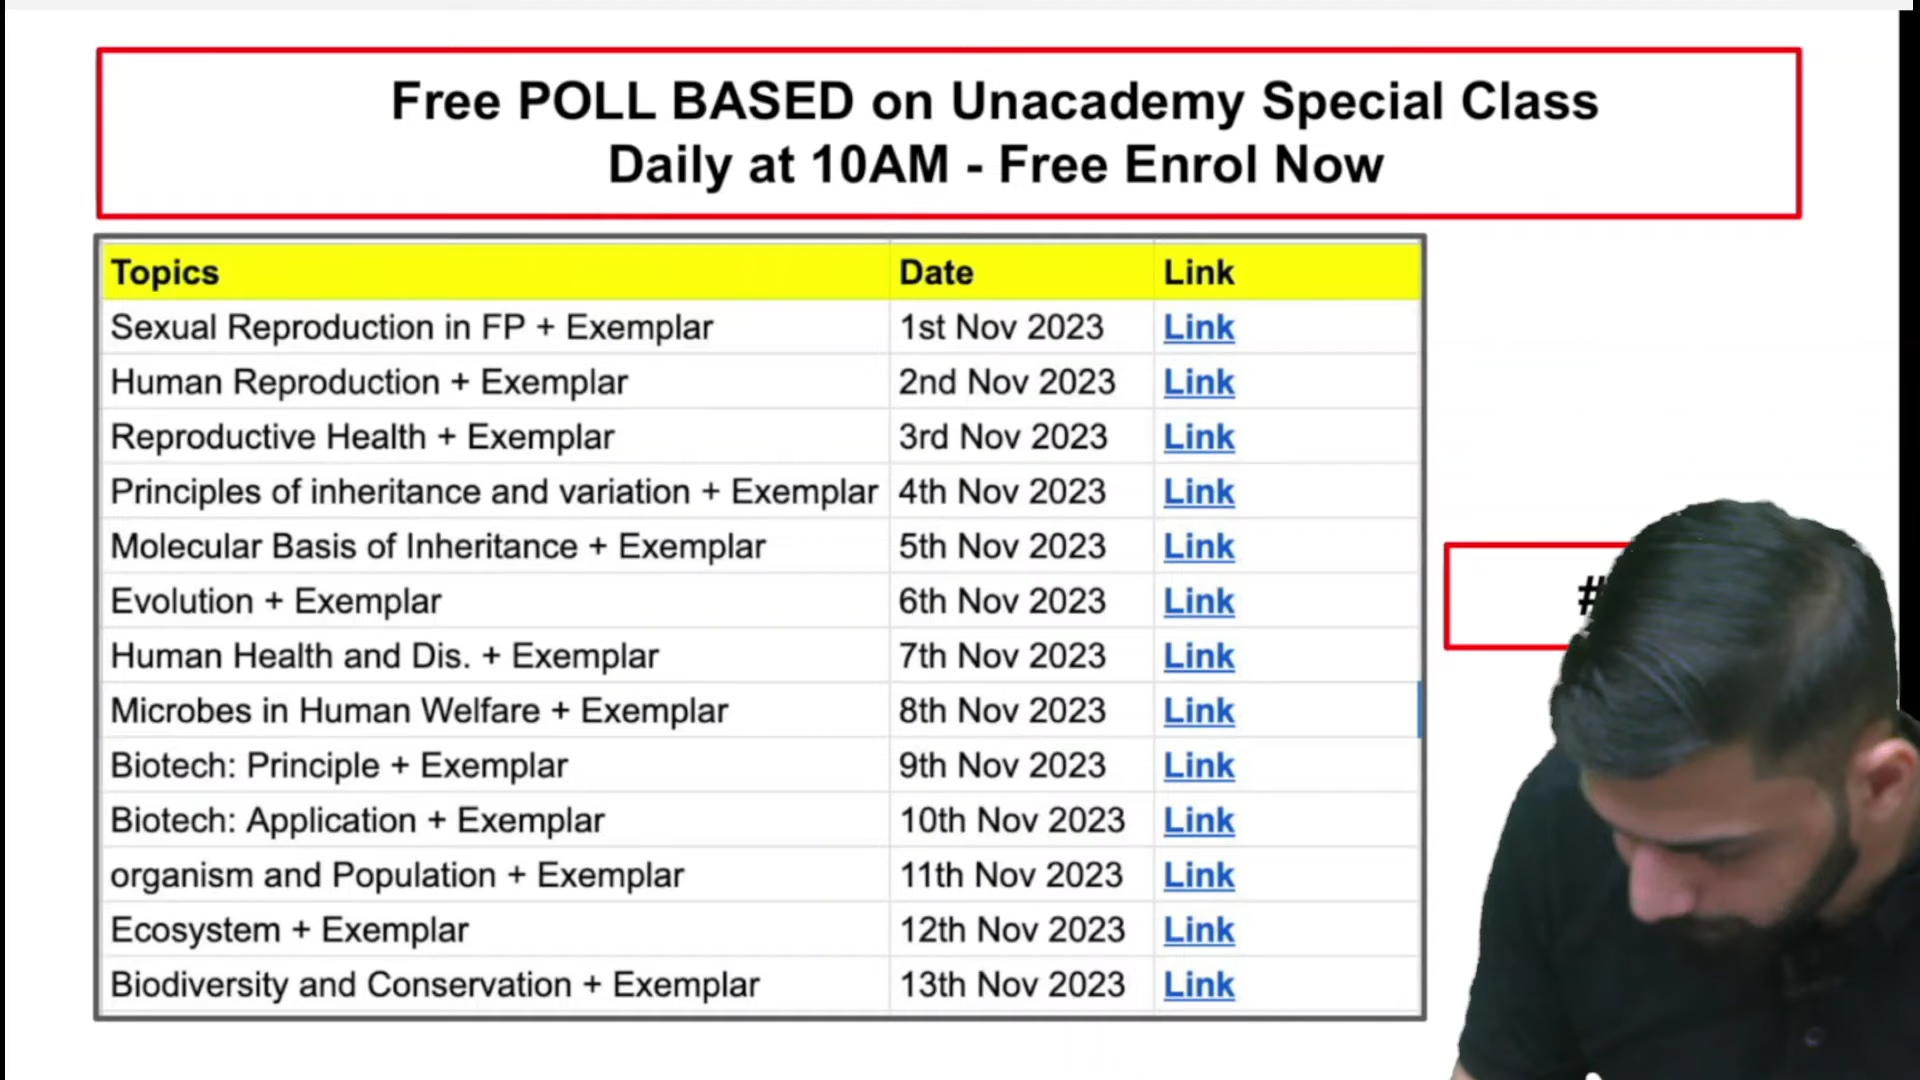 Free POLL BASED on Unacademy Special Class
Daily at 10AM - Free Enrol Now
Topics Date Link
Sexual Reproduction in FP + Exemplar 1st Nov 2023 Link
Human Reproduction + Exemplar 2nd Nov 2023 Link
Reproductive Health + Exemplar 3rd Nov 2023 Link
Principles of inheritance and variation + Exemplar 4th Nov 2023 Link
Molecular Basis of Inheritance + Exemplar 5th Nov 2023 Link
Evolution + Exemplar 6th Nov 2023 Link
Human Health and Dis. + Exemplar 7th Nov 2023 Link
Microbes in Human Welfare + Exemplar 8th Nov 2023 Link
Biotech: Principle + Exemplar 9th Nov 2023 Link
Biotech: Application + Exemplar 10th Nov 2023 Link
organism and Population + Exemplar 11th Nov 2023 Link
Ecosystem + Exemplar 12th Nov 2023 Link
Biodiversity and Conservation + Exemplar 13th Nov 2023 Link
#